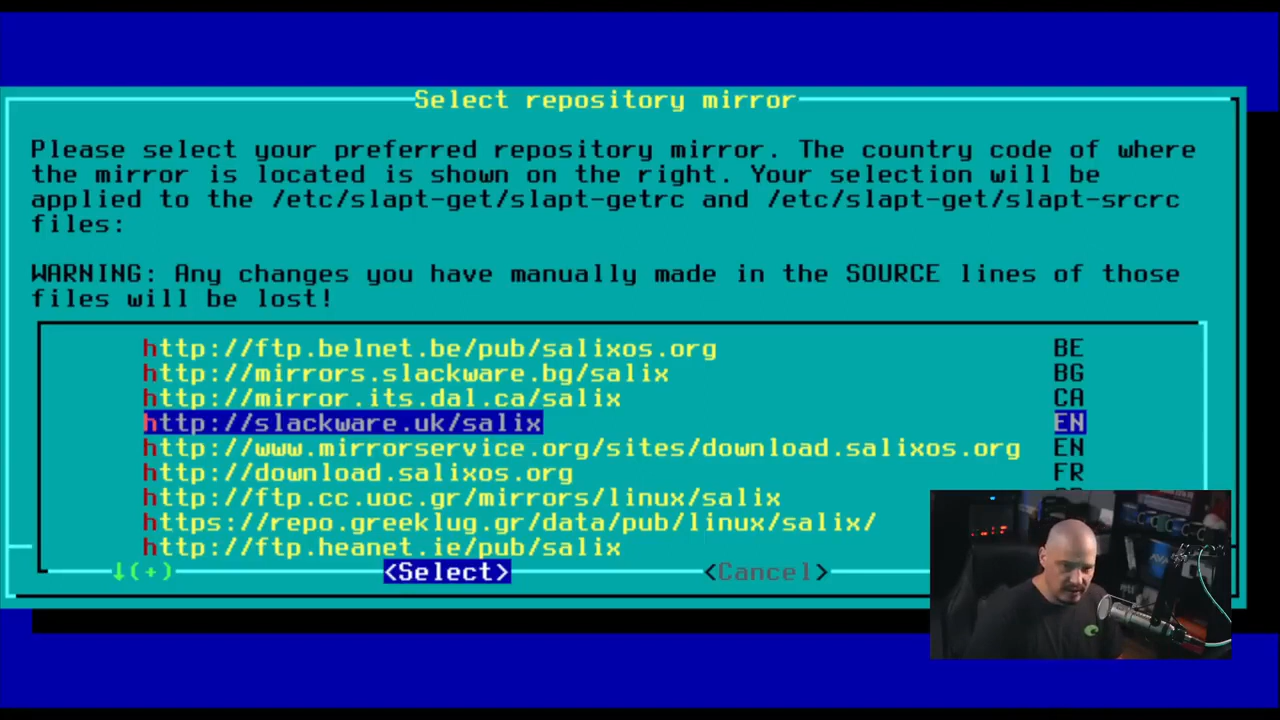 Select repository mirror
Please select your preferred repository mirror. The country code of where
the mirror is located is shown on the right. Your selection will be
applied to the /etc/slapt-get/slapt-getrc and /etc/slapt-get/slapt-srcrc
files:
WARNING: Any changes you have manually made in the SOURCE lines of those
files will be lost!
http://ftp.belnet.be/pub/salixos.org BE
http://mirrors.slackware.bg/salix BG
http://mirror.its.dal.ca/salix CA
http://slackware.uk/salix EN
http://www.mirrorservice.org/sites/download.salixos.org EN
http://download.salixos.org FR
http://ftp.cc.uoc.gr/mirrors/linux/salix
https://repo.greeklug.gr/data/pub/linux/salix/
http://ftp.heanet.ie/pub/salix
↓(+) <Select> <Cancel>